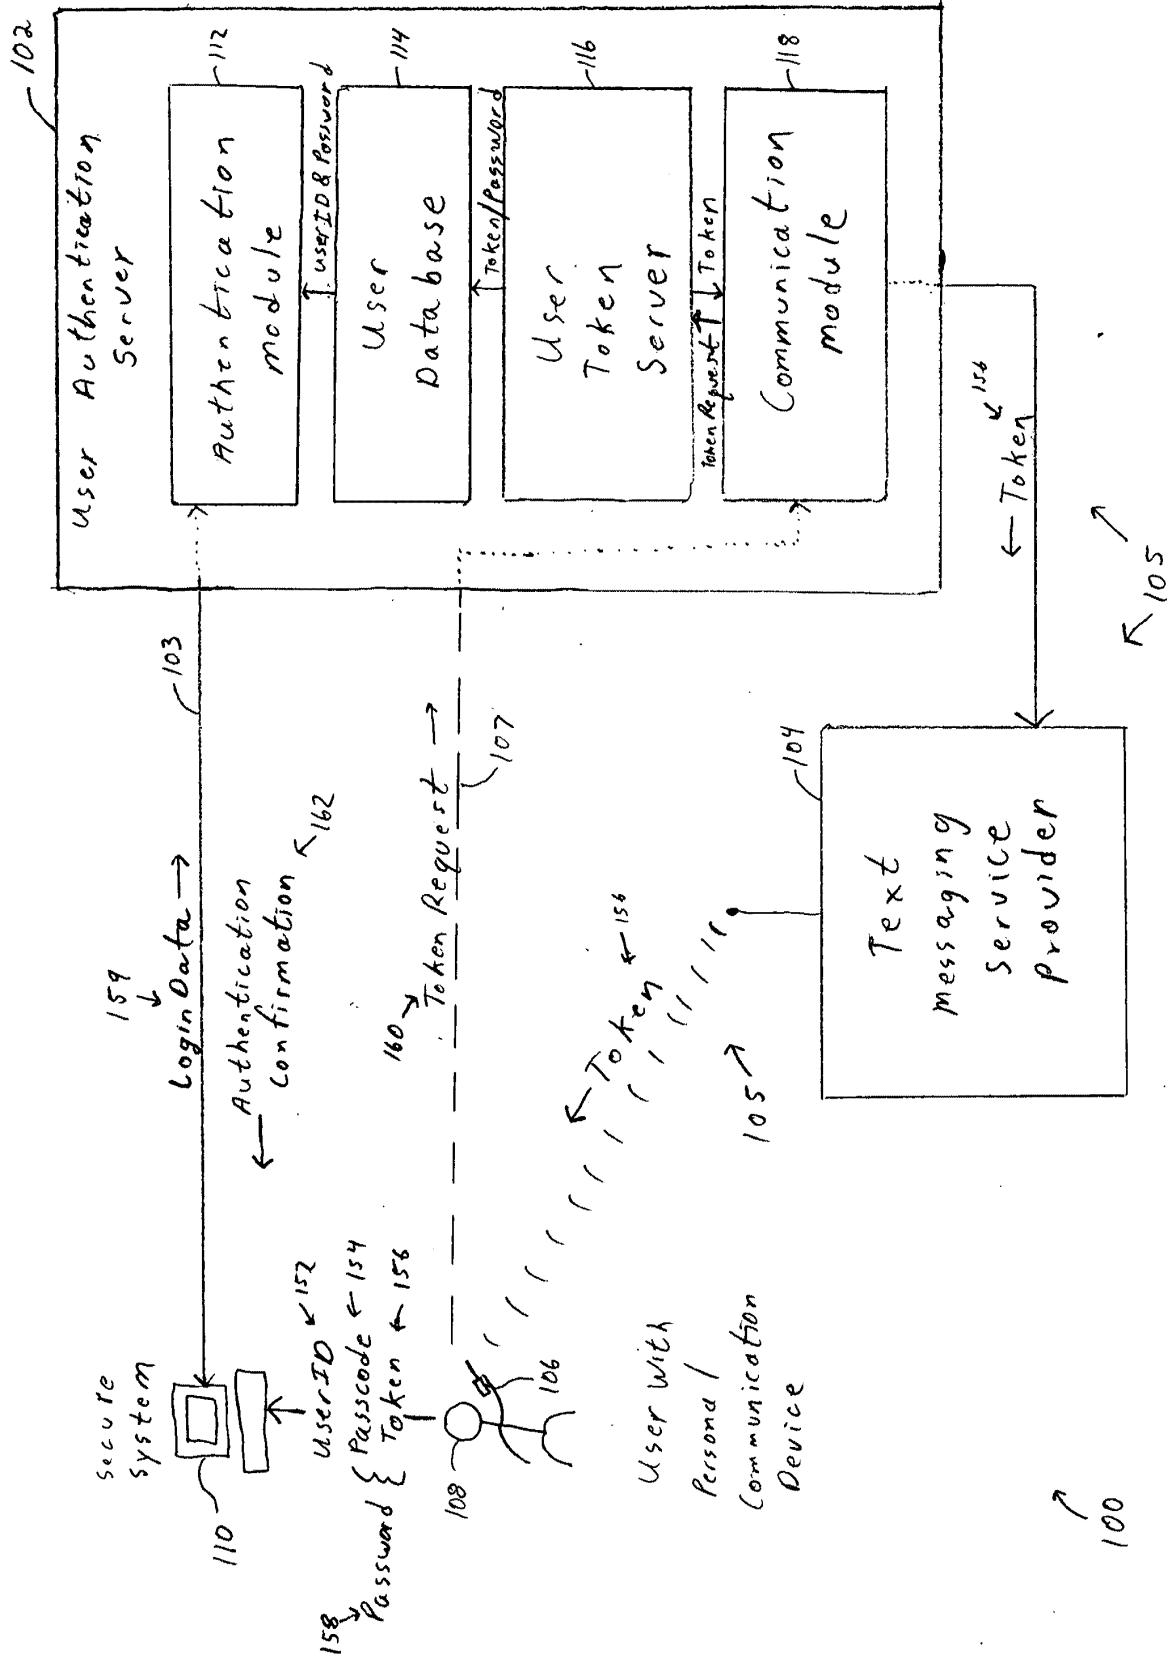 secure
system
110
159
Login Data →
103
← Authentication
Confirmation
162
User ID
152
158
Password { Passcode ← 154
Token ← 156
108
106
User With
Personal
Communication
Device
160
Token Request →
107
← Token
156
105
104
Text
messaging
Service
Provider
← Token
156
105
100
102
User Authentication
Server
Authentication
module
112
User ID & Password
User
Database
114
Token/Password
User
Token
Server
116
Token Request
Token
Communication
module
118